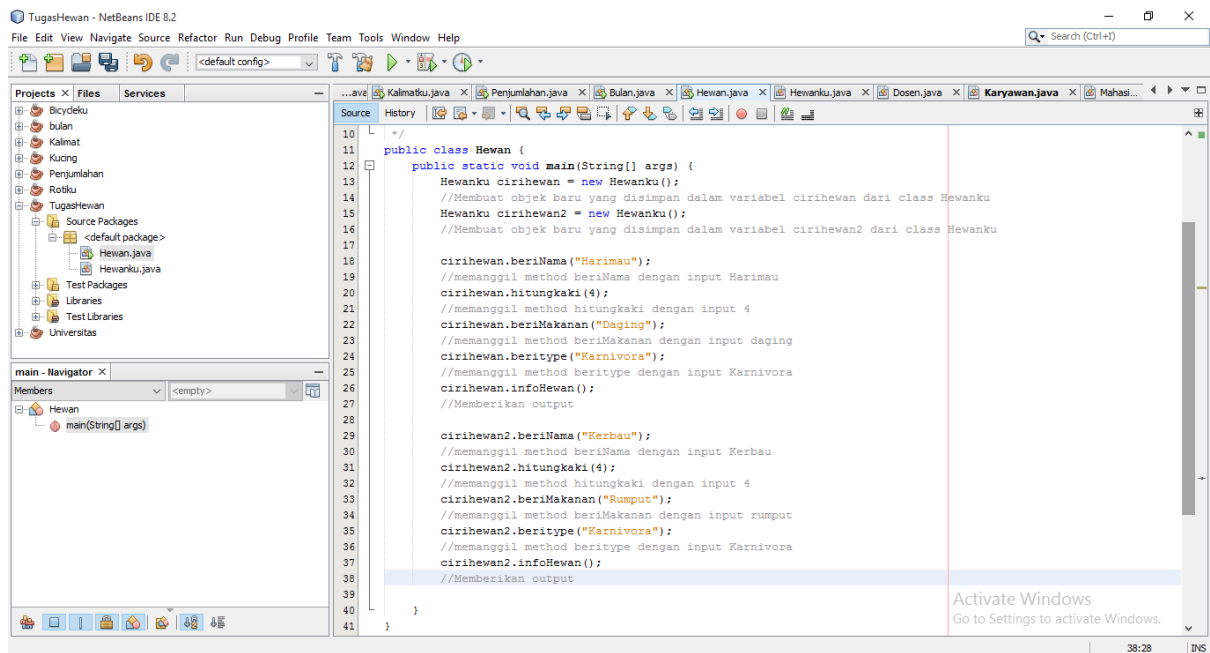 TugasHewan - NetBeans IDE 8.2
File Edit View Navigate Source Refactor Run Debug Profile Team Tools Window Help
Search (Ctrl+I)
<default config>
Projects Files Services
Bicycleku
bulan
Kalimat
Kucing
Penjumlahan
Rotiku
TugasHewan
Source Packages
<default package>
Hewan.java
Hewanku.java
Test Packages
Libraries
Test Libraries
Universitas
main - Navigator
Members <empty>
Hewan
main(String[] args)
...ava Kalimatku.java Penjumlahan.java Bulan.java Hewan.java Hewanku.java Dosen.java Karyawan.java Mahasi...
Source History
10 */
11 public class Hewan {
12 public static void main(String[] args) {
13 Hewanku cirihewan = new Hewanku();
14 //Membuat objek baru yang disimpan dalam variabel cirihewan dari class Hewanku
15 Hewanku cirihewan2 = new Hewanku();
16 //Membuat objek baru yang disimpan dalam variabel cirihewan2 dari class Hewanku
17
18 cirihewan.beriNama("Harimau");
19 //memanggil method beriNama dengan input Harimau
20 cirihewan.hitungkaki(4);
21 //memanggil method hitungkaki dengan input 4
22 cirihewan.beriMakanan("Daging");
23 //memanggil method beriMakanan dengan input daging
24 cirihewan.beritype("Karnivora");
25 //memanggil method beritype dengan input Karnivora
26 cirihewan.infoHewan();
27 //Memberikan output
28
29 cirihewan2.beriNama("Kerbau");
30 //memanggil method beriNama dengan input Kerbau
31 cirihewan2.hitungkaki(4);
32 //memanggil method hitungkaki dengan input 4
33 cirihewan2.beriMakanan("Rumput");
34 //memanggil method beriMakanan dengan input rumput
35 cirihewan2.beritype("Karnivora");
36 //memanggil method beritype dengan input Karnivora
37 cirihewan2.infoHewan();
38 //Memberikan output
39
40 }
41 }
Activate Windows
Go to Settings to activate Windows.
38:28 INS